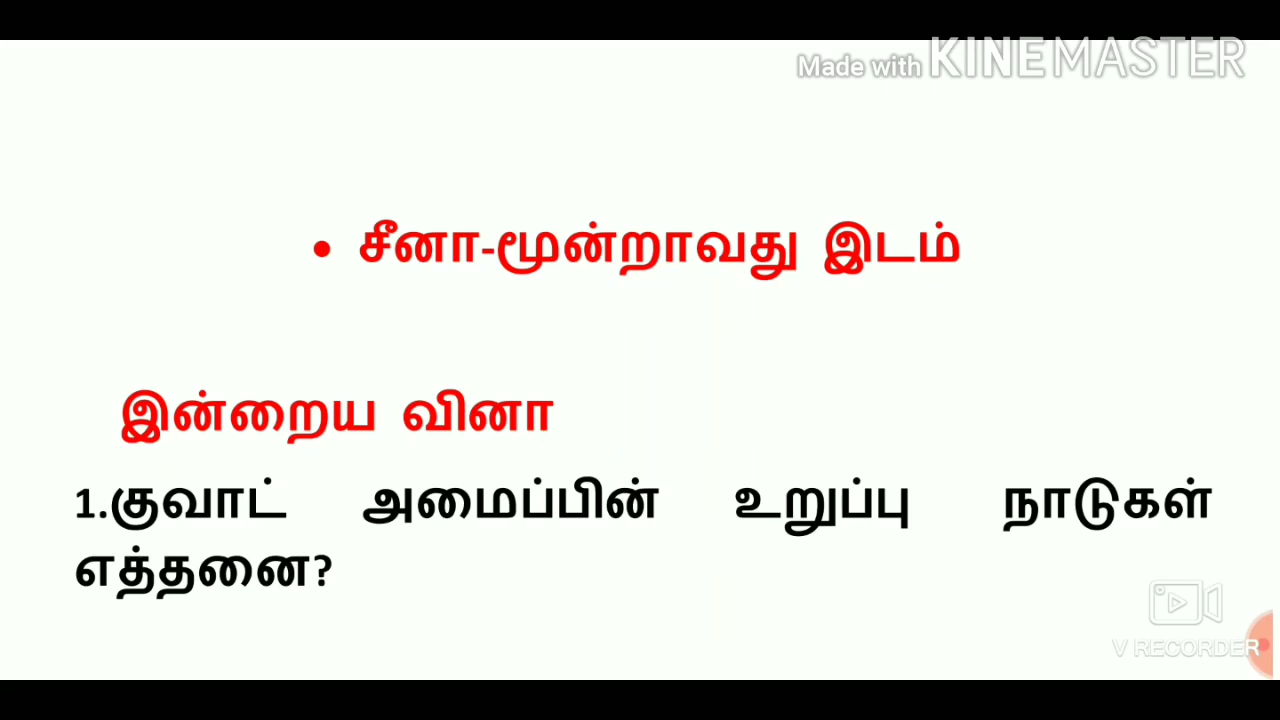 Made with KINEMASTER
• சீனா-மூன்றாவது இடம்
இன்றைய வினா
1.குவாட் அமைப்பின் உறுப்பு நாடுகள்
எத்தனை?
V RECORDER